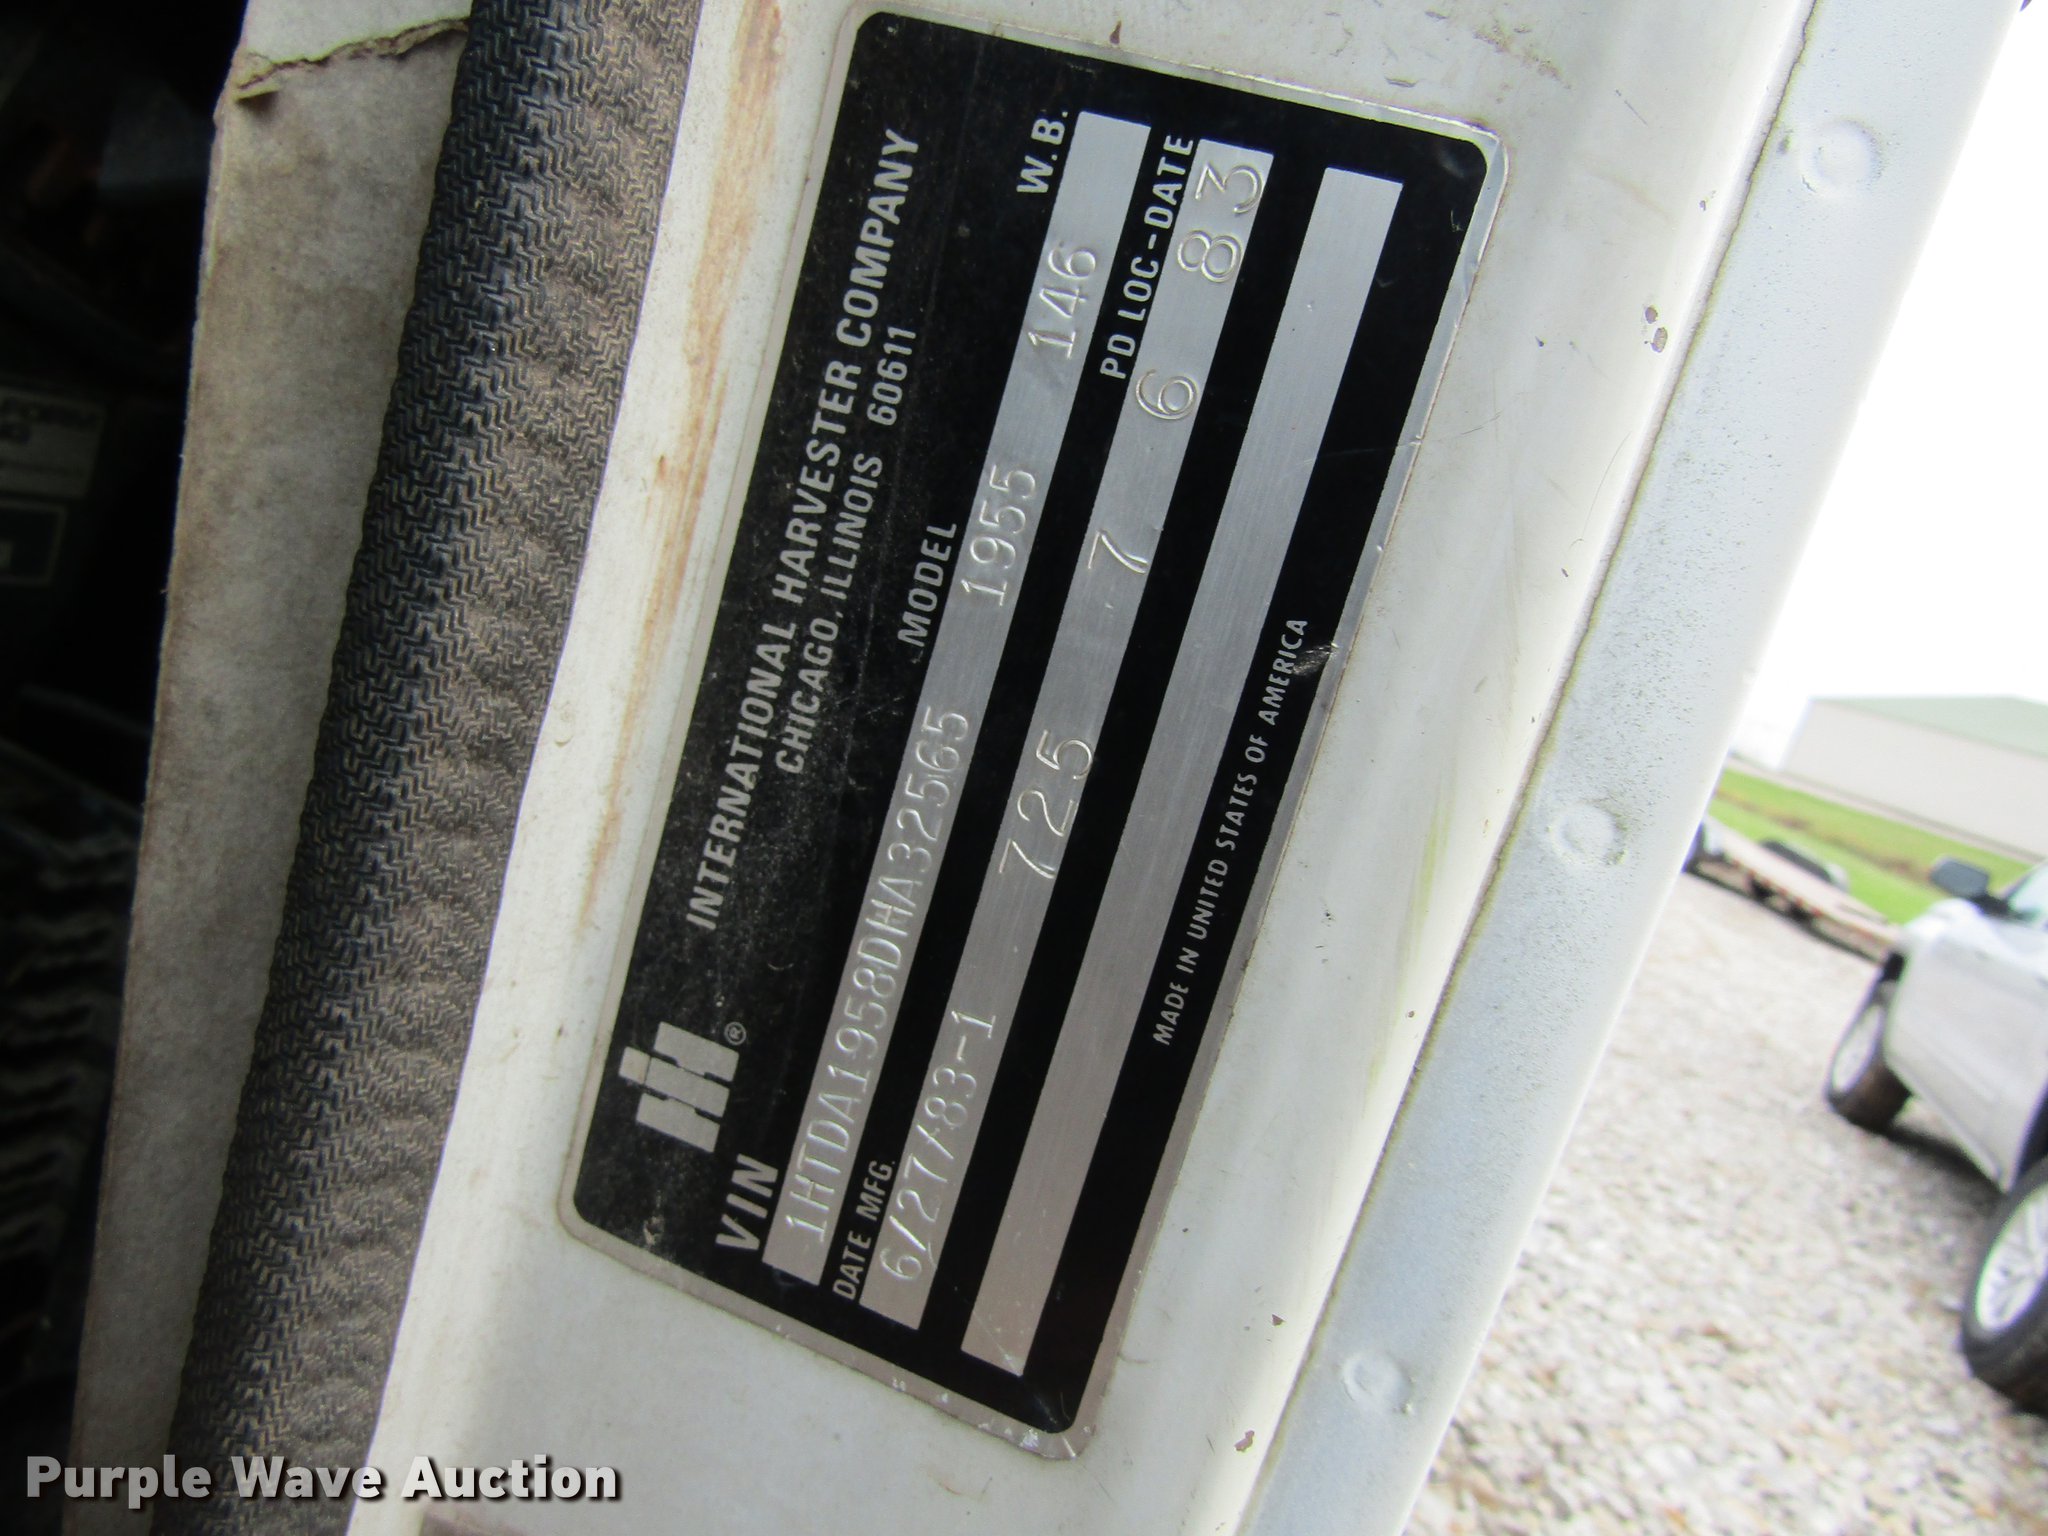 INTERNATIONAL HARVESTER COMPANY
CHICAGO, ILLINOIS 60611
VIN MODEL W.B.
1HTDA1958DHA32565 1955 146
DATE MFG. PD LOC-DATE
6/27/83-1 725 7 6 83
MADE IN UNITED STATES OF AMERICA
Purple Wave Auction